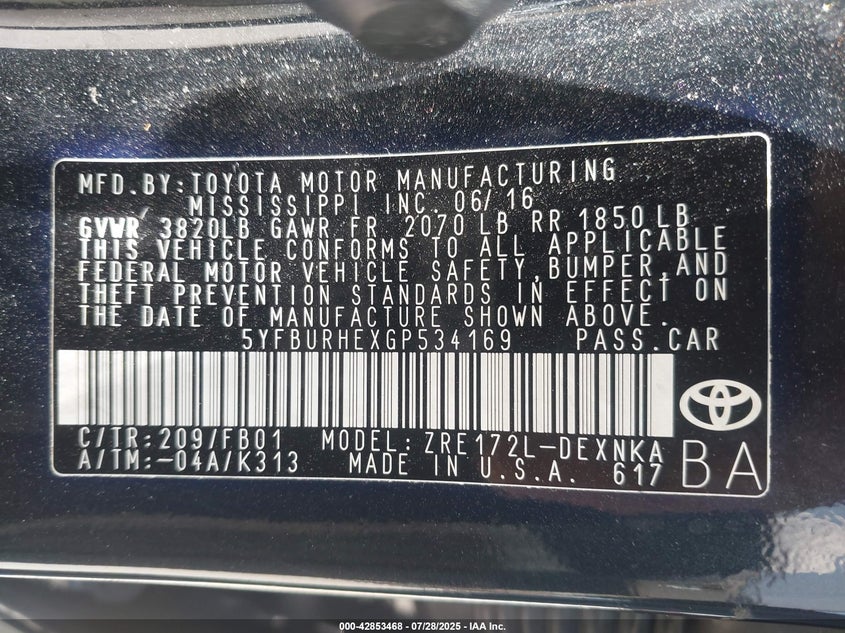 MFD.BY:TOYOTA MOTOR MANUFACTURING
MISSISSIPPI INC. 06/16
GVWR 3820LB GAWR FR 2070 LB RR 1850 LB
THIS VEHICLE CONFORMS TO ALL APPLICABLE
FEDERAL MOTOR VEHICLE SAFETY,BUMPER,AND
THEFT PREVENTION STANDARDS IN EFFECT ON
THE DATE OF MANUFACTURE SHOWN ABOVE.
5YFBURHEXGP534169 PASS.CAR
C/TR:209/FB01 MODEL:ZRE172L-DEXNKA
A/TM:-04A/K313 MADE IN U.S.A. 617 BA
000-42853468 | 07/28/2025 - IAA Inc.